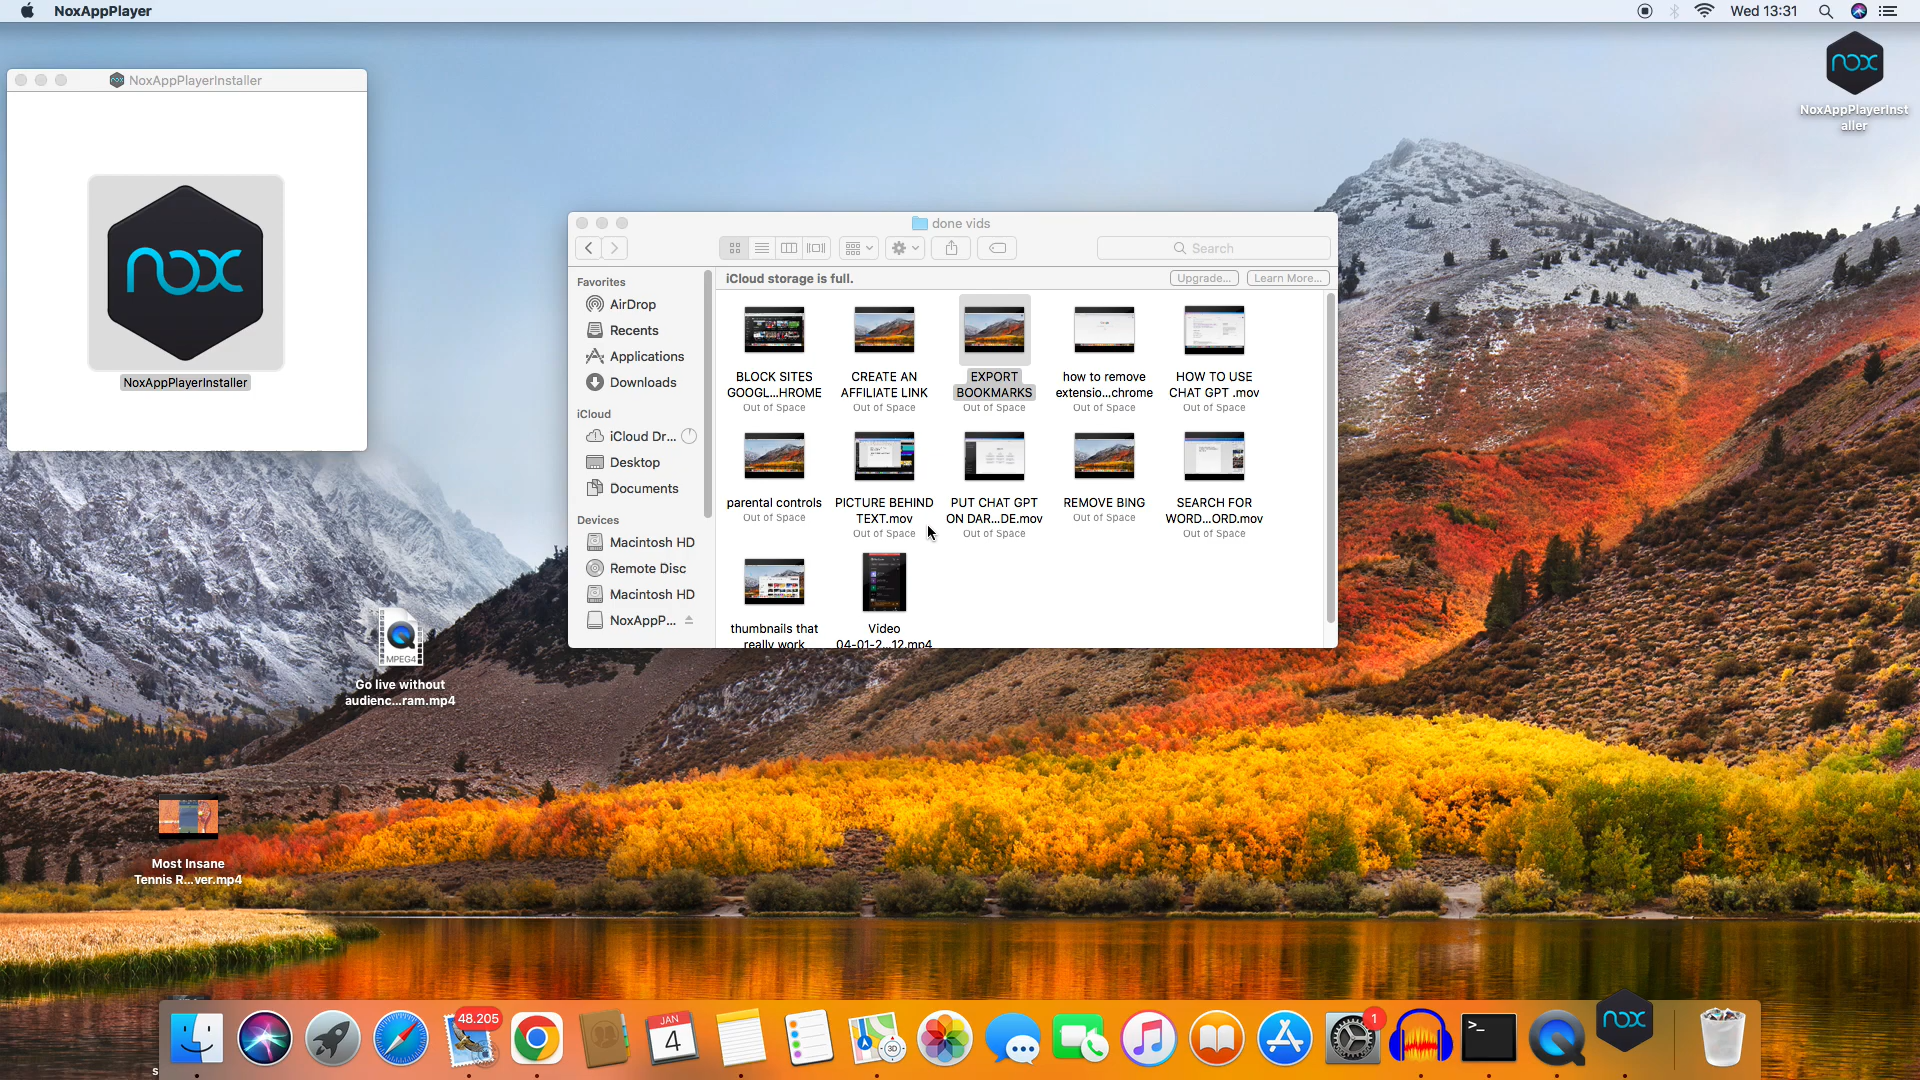 NoxAppPlayer
Wed 13:31
NoxAppPlayerInstaller
nox
NoxAppPlayerInstaller
nox
NoxAppPlayerInst
aller
done vids
Search
iCloud storage is full.
Upgrade...
Learn More...
Favorites
AirDrop
Recents
Applications
Downloads
iCloud
iCloud Dr...
Desktop
Documents
Devices
Macintosh HD
Remote Disc
Macintosh HD
NoxAppP...
BLOCK SITES
GOOGL...HROME
Out of Space
CREATE AN
AFFILIATE LINK
Out of Space
EXPORT
BOOKMARKS
Out of Space
how to remove
extensio...chrome
Out of Space
HOW TO USE
CHAT GPT .mov
Out of Space
parental controls
Out of Space
PICTURE BEHIND
TEXT.mov
Out of Space
PUT CHAT GPT
ON DAR...DE.mov
Out of Space
REMOVE BING
Out of Space
SEARCH FOR
WORD...ORD.mov
Out of Space
thumbnails that
really work
Video
04-01-2...12.mp4
MPEG4
Go live without
audienc...ram.mp4
Most Insane
Tennis R...ver.mp4
s
48.205
JAN
4
3D
1
>_
nox